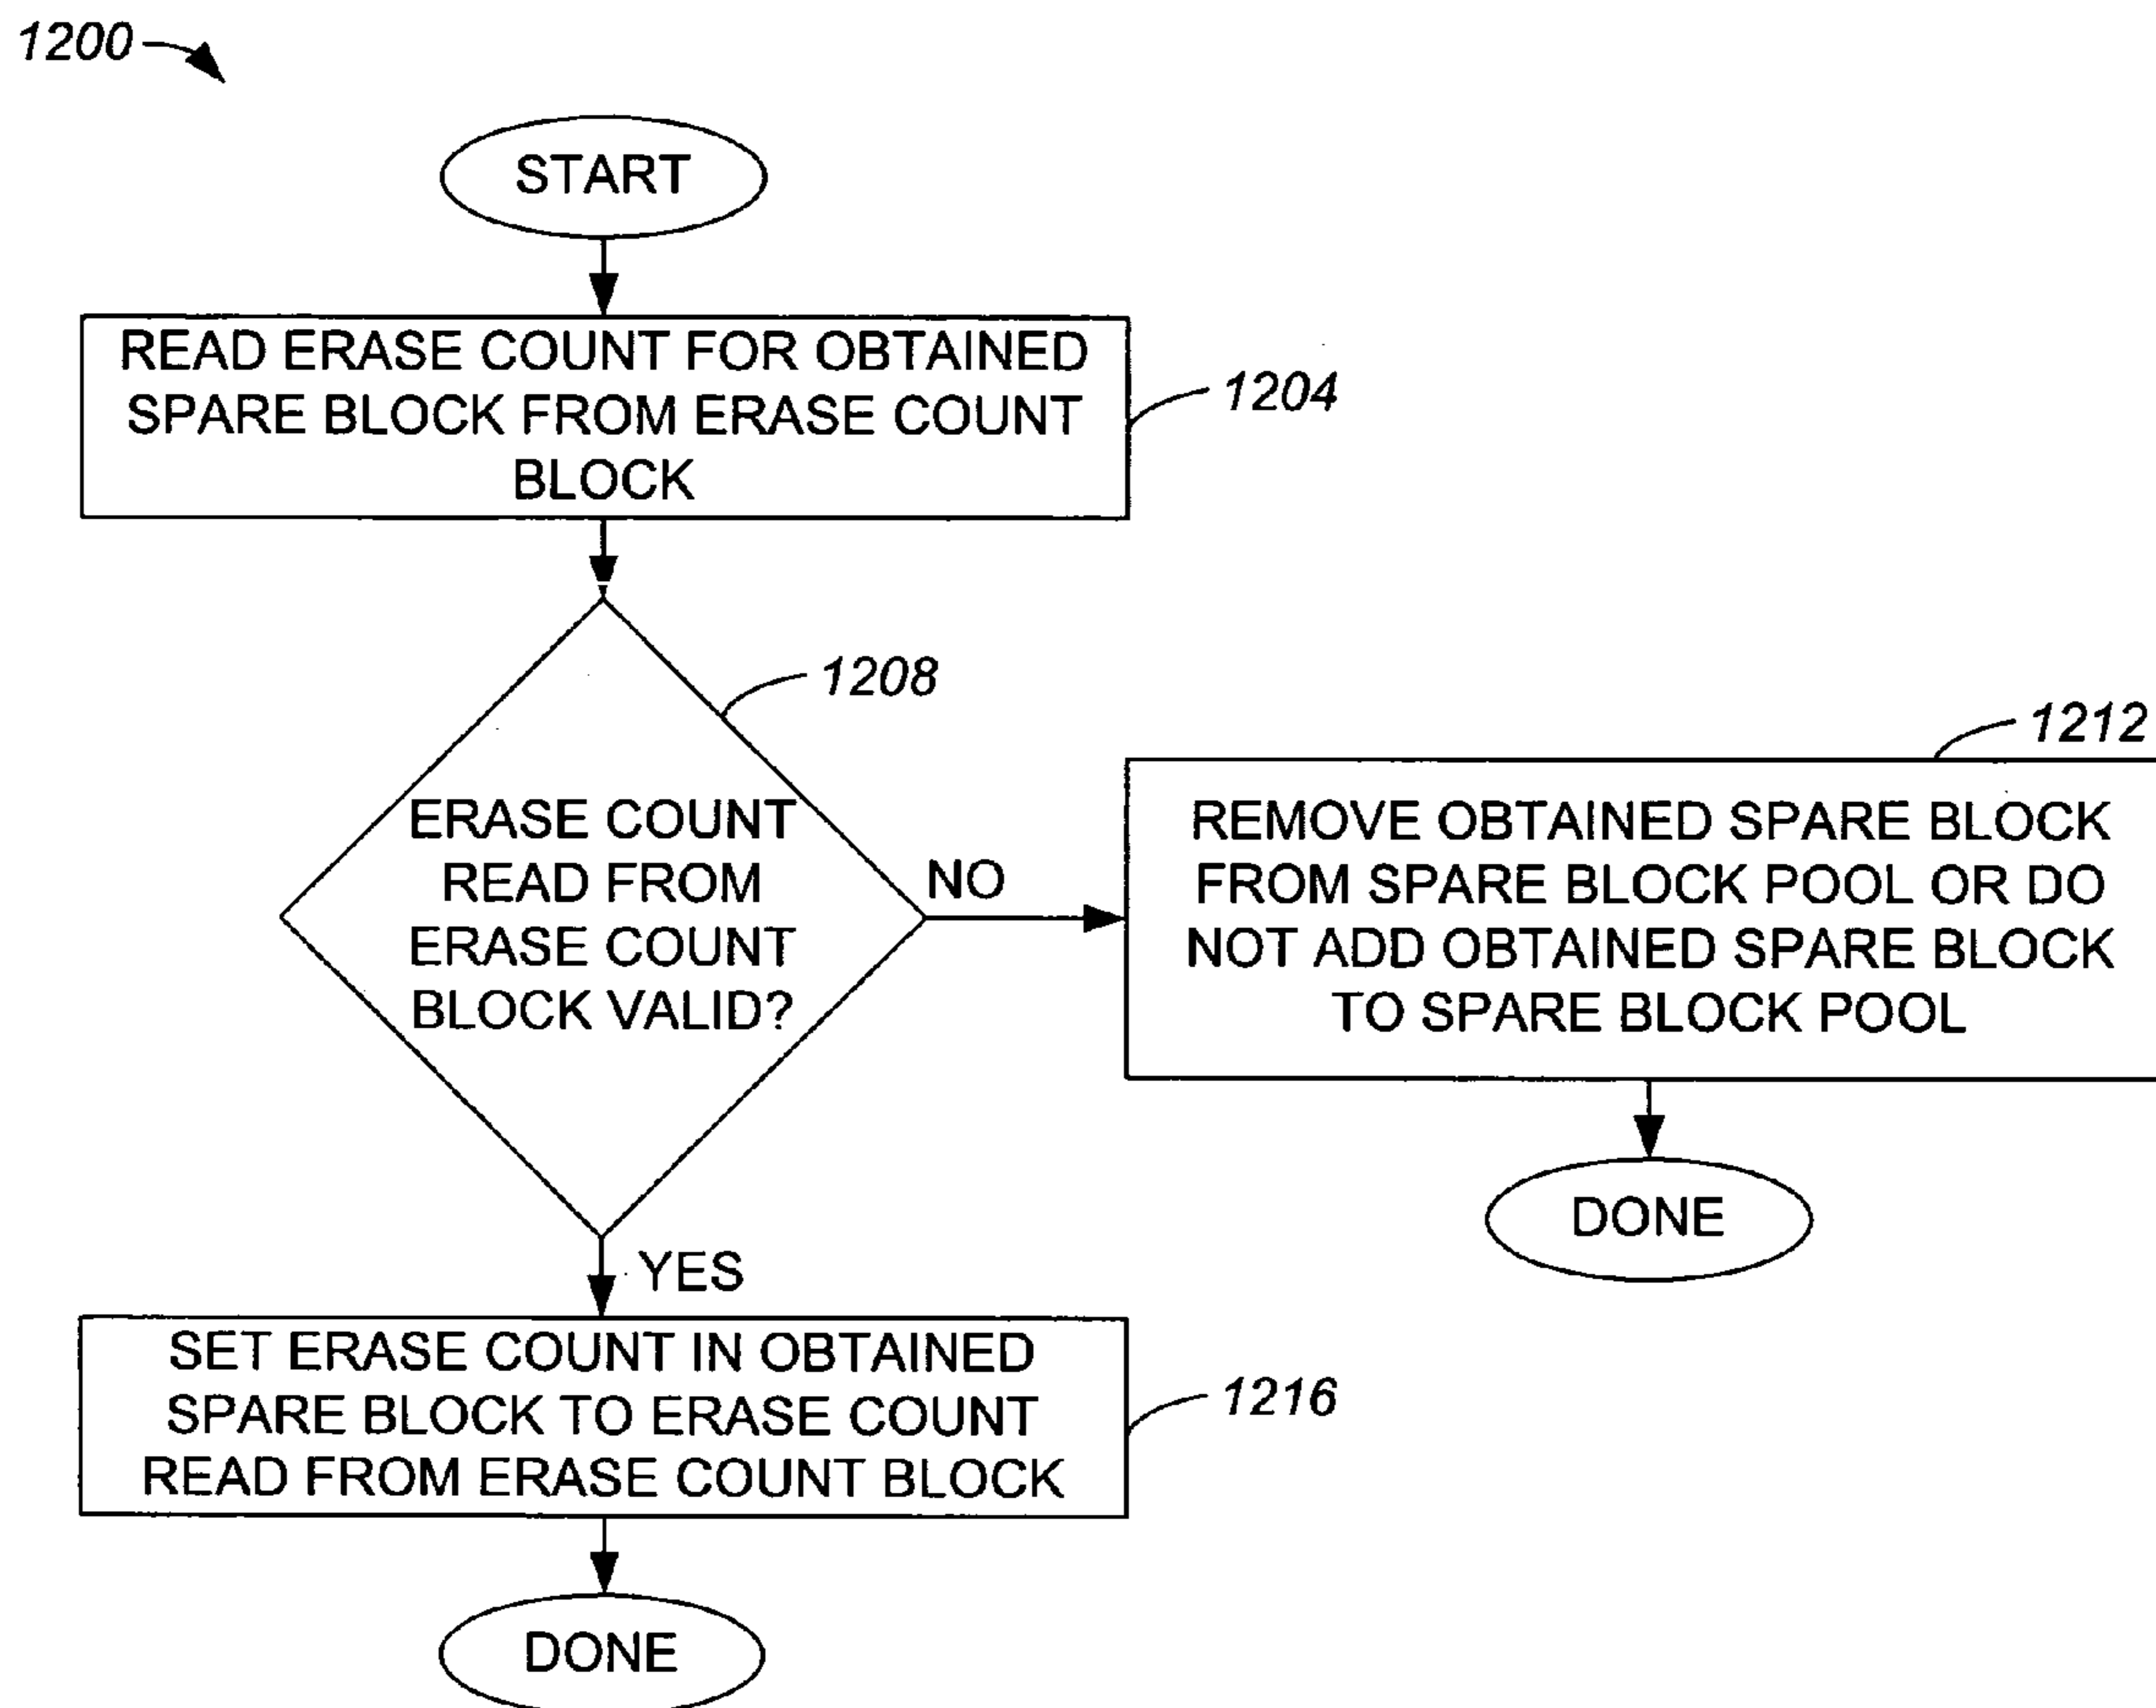 1200
START
READ ERASE COUNT FOR OBTAINED
SPARE BLOCK FROM ERASE COUNT
BLOCK
1204
1208
ERASE COUNT
READ FROM
ERASE COUNT
BLOCK VALID?
NO
1212
REMOVE OBTAINED SPARE BLOCK
FROM SPARE BLOCK POOL OR DO
NOT ADD OBTAINED SPARE BLOCK
TO SPARE BLOCK POOL
DONE
YES
SET ERASE COUNT IN OBTAINED
SPARE BLOCK TO ERASE COUNT
READ FROM ERASE COUNT BLOCK
1216
DONE